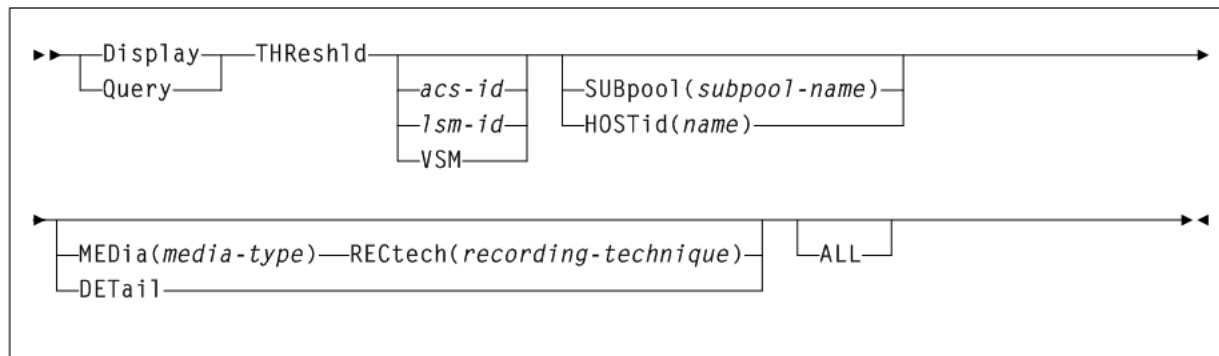 Display THReshld
Query
acs-id
lsm-id
VSM
SUBpool(subpool-name)
HOSTid(name)
MEDia(media-type) RECtech(recording-technique)
DETail
ALL